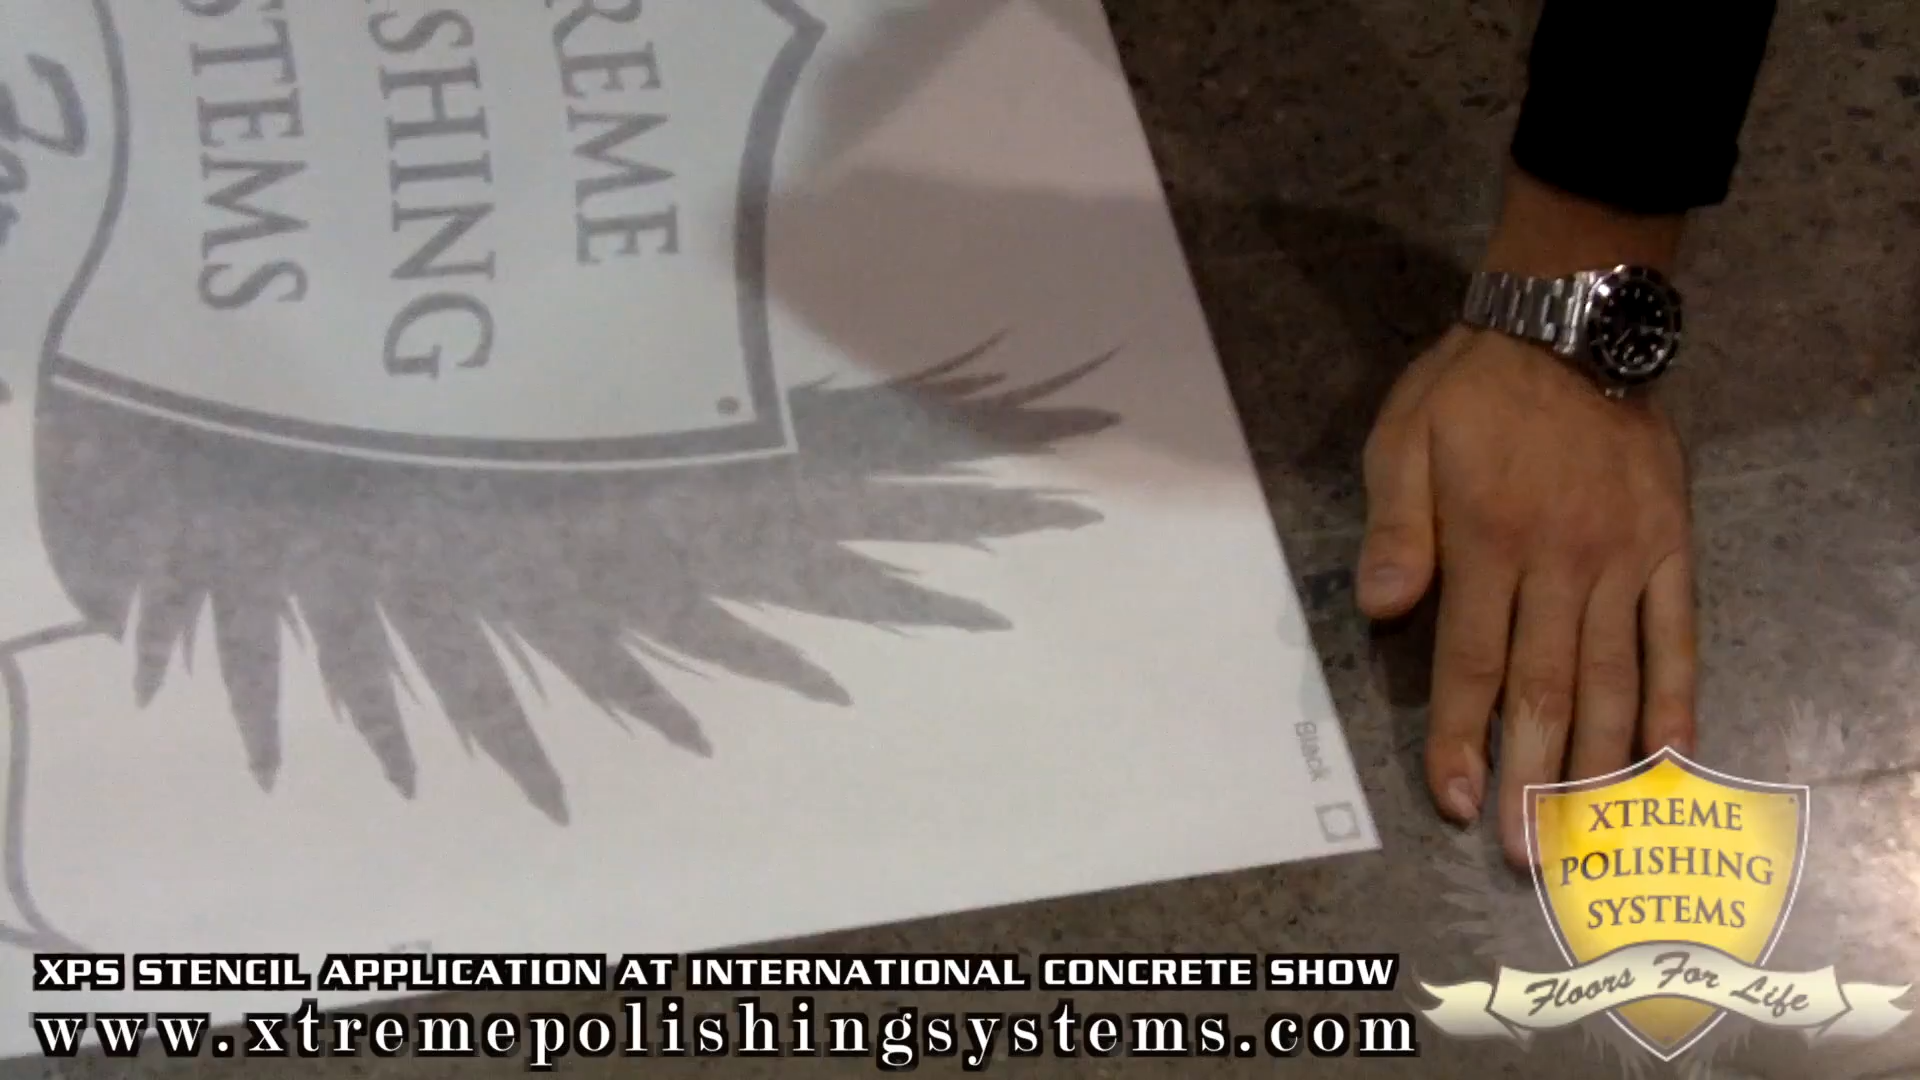 REME
SHING
STEMS
Black
XTREME
POLISHING
SYSTEMS
Floors For Life
XPS STENCIL APPLICATION AT INTERNATIONAL CONCRETE SHOW
www.xtremepolishingsystems.com